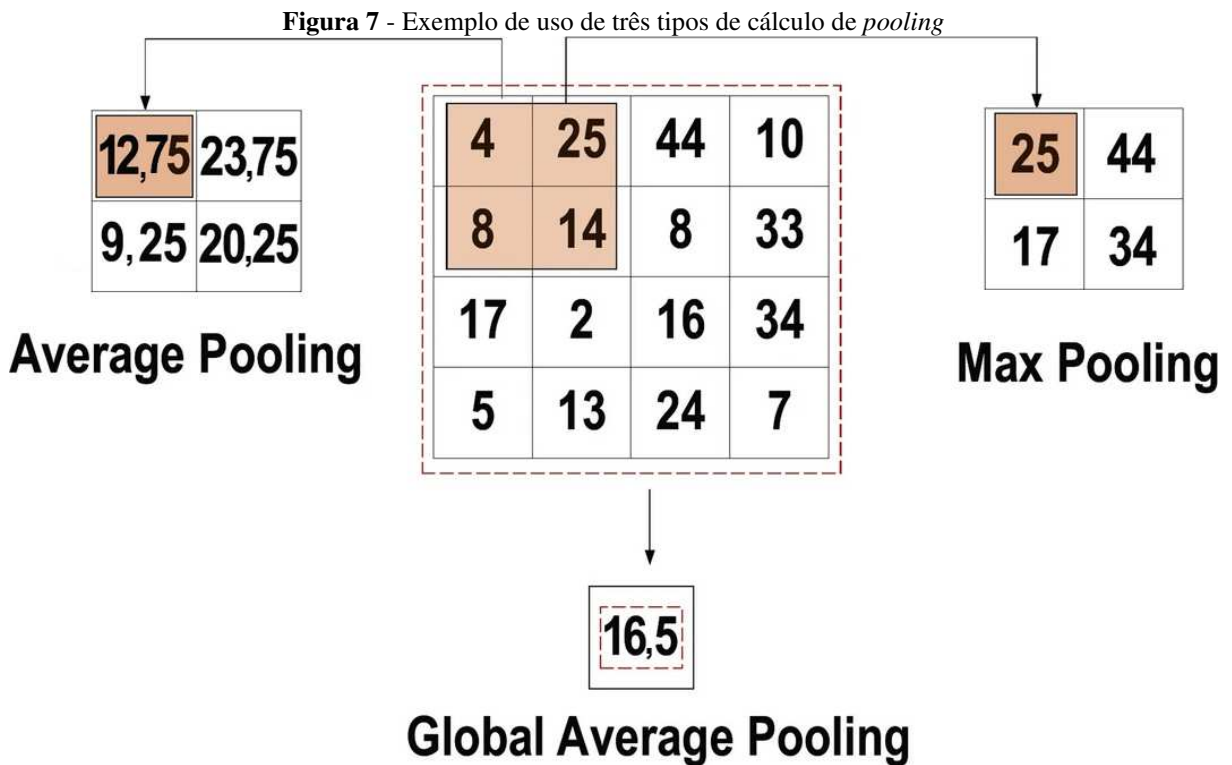 Figura 7 - Exemplo de uso de três tipos de cálculo de pooling
12,75 23,75
9,25 20,25
Average Pooling
4 25 44 10
8 14 8 33
17 2 16 34
5 13 24 7
25 44
17 34
Max Pooling
16,5
Global Average Pooling